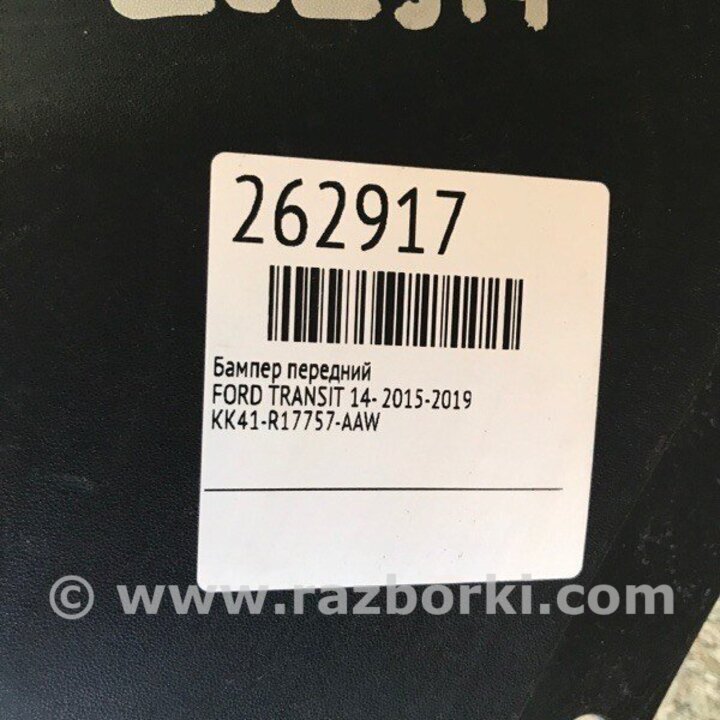 262917
Бампер передний
FORD TRANSIT 14- 2015-2019
KK41-R17757-AAW
© www.razborki.com